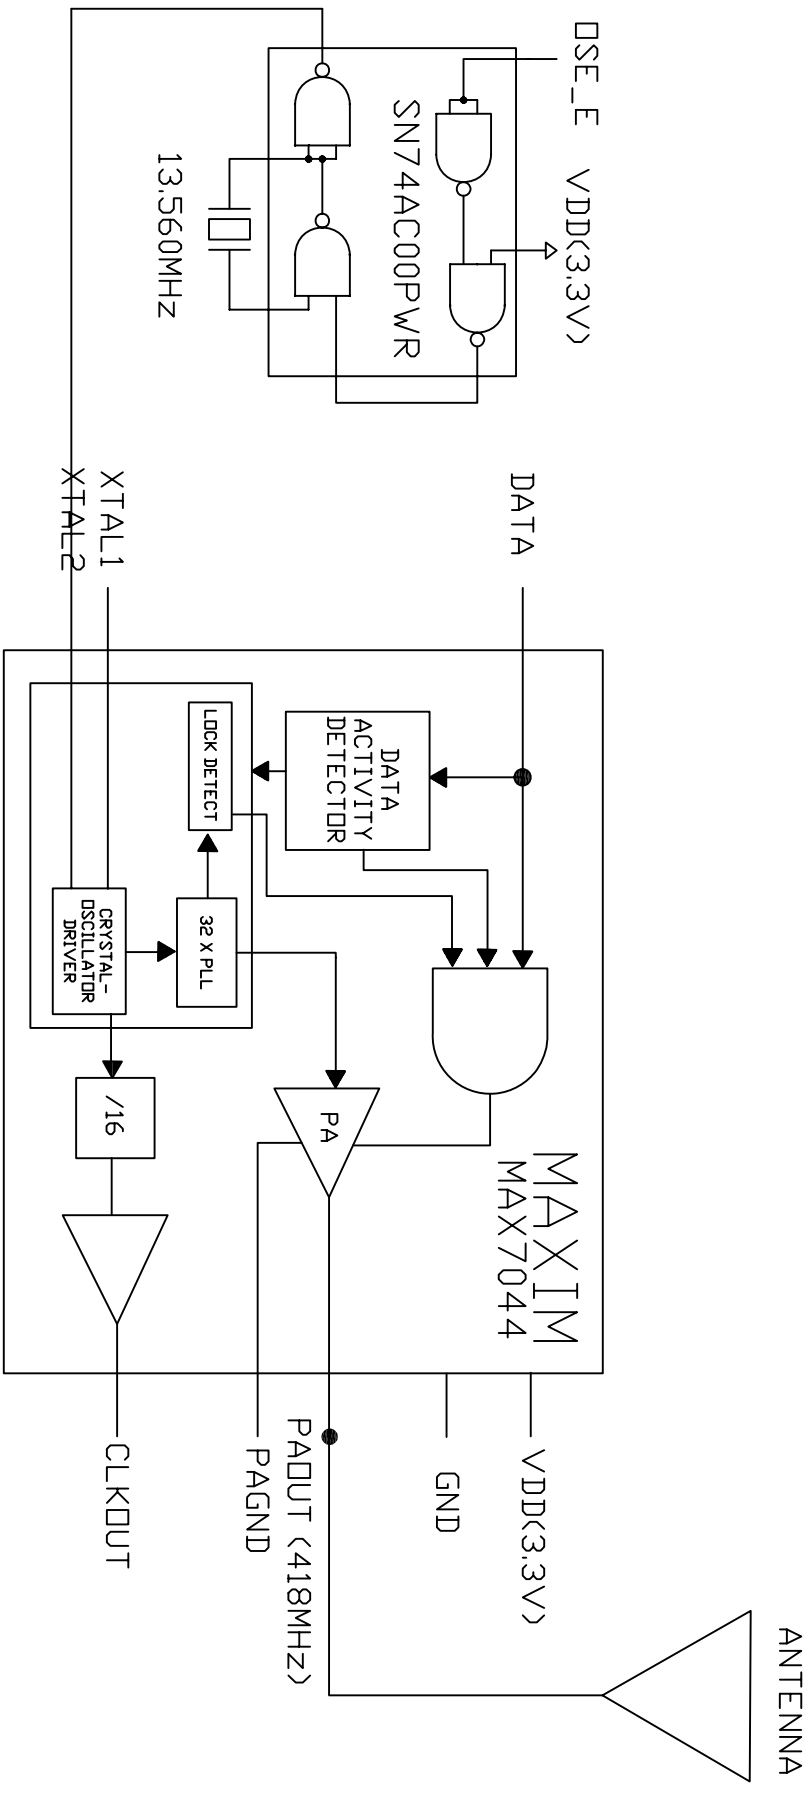 OSE_E
VDD(3.3V)
SN74AC00PWR
13.560MHz
DATA
XTAL1
XTAL2
DATA
ACTIVITY
DETECTOR
LOCK DETECT
32 X PLL
CRYSTAL-
OSCILLATOR
DRIVER
/16
PA
MAXIM
MAX7044
VDD(3.3V)
GND
PAOUT (418MHz)
PAGND
CLKOUT
ANTENNA